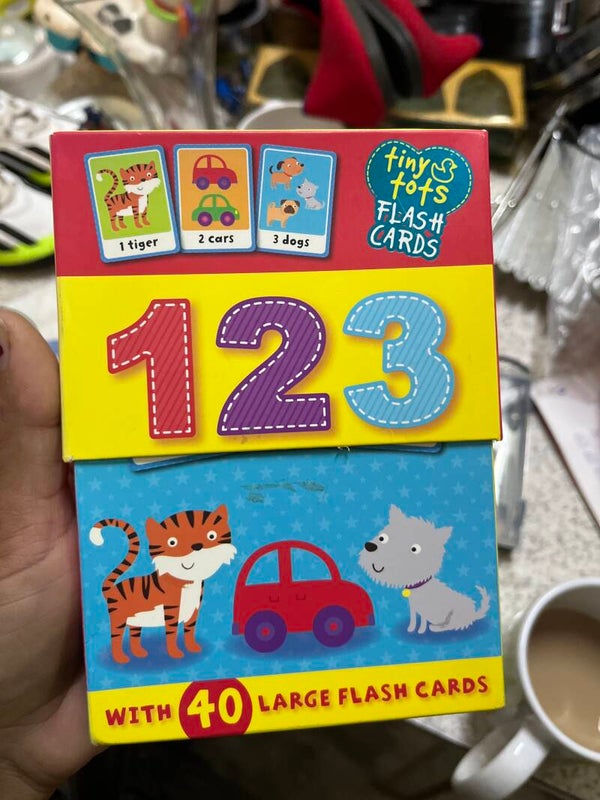 1 tiger
2 cars
3 dogs
tiny
tots
FLASH
CARDS
123
WITH 40 LARGE FLASH CARDS